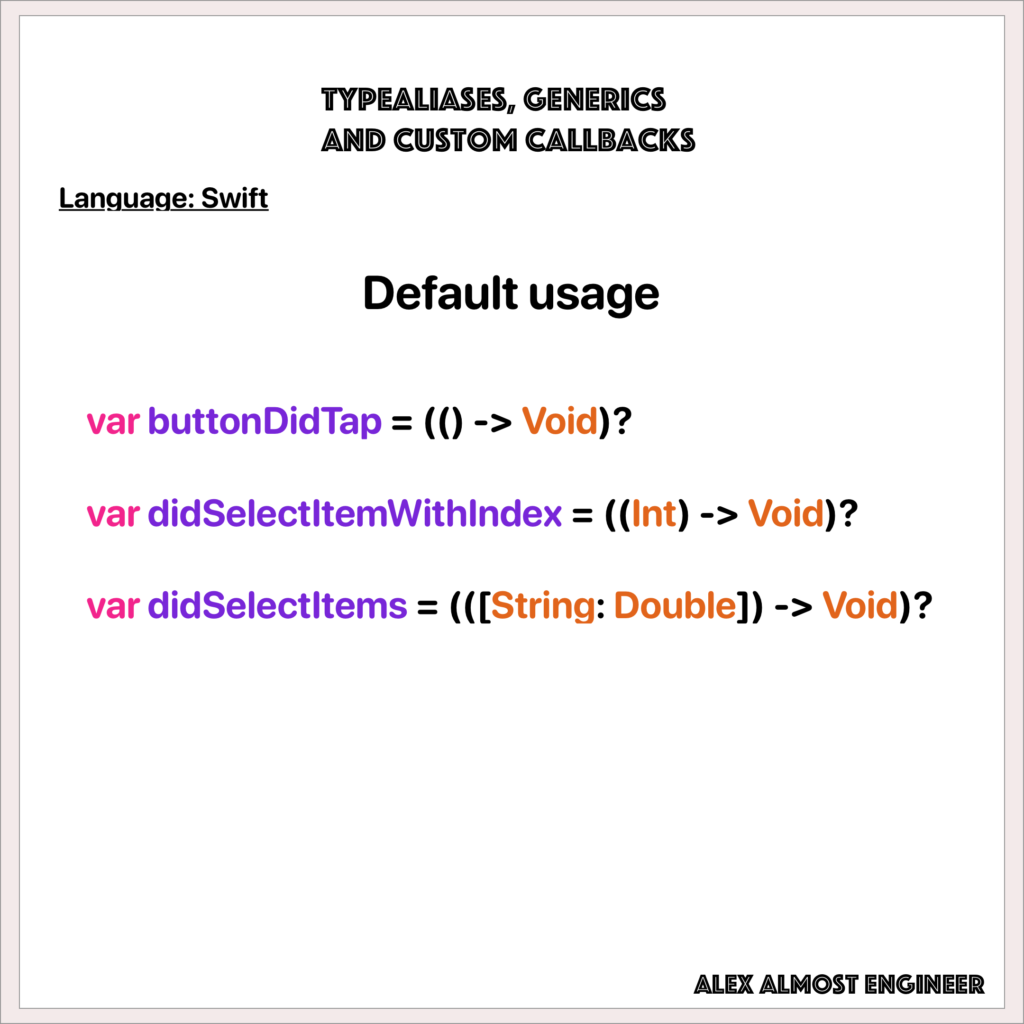 TYPEALIASES, GENERICS
AND CUSTOM CALLBACKS
Language: Swift
Default usage
var buttonDidTap = (() -> Void)?
var didSelectItemWithIndex = ((Int) -> Void)?
var didSelectItems = (([String: Double]) -> Void)?
ALEX ALMOST ENGINEER